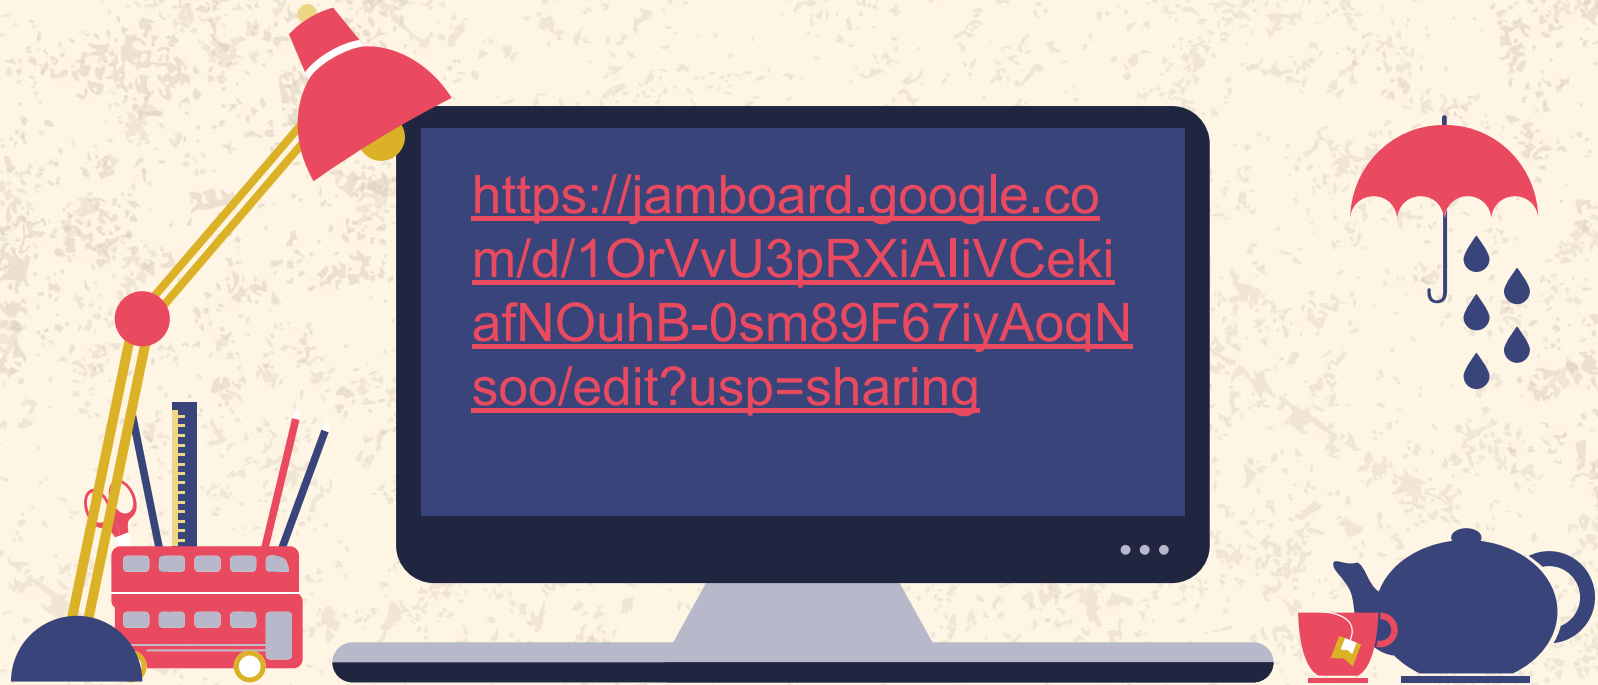 https://jamboard.google.co
m/d/1OrVvU3pRXiAliVCeki
afNOuhB-0sm89F67iyAoqN
soo/edit?usp=sharing